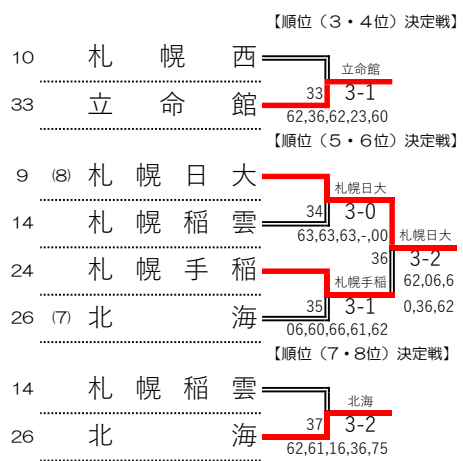 【順位（３・４位）決定戦】
10 札幌西
立命館
33 3-1
33 立命館
62,36,62,23,60
【順位（５・６位）決定戦】
9 (8) 札幌日大
札幌日大
34 3-0
14 札幌稲雲
63,63,63,-,00
札幌日大
36 3-2
24 札幌手稲
62,06,6
0,36,62
札幌手稲
35 3-1
26 (7) 北海
06,60,66,61,62
【順位（７・８位）決定戦】
14 札幌稲雲
北海
37 3-2
26 北海
62,61,16,36,75